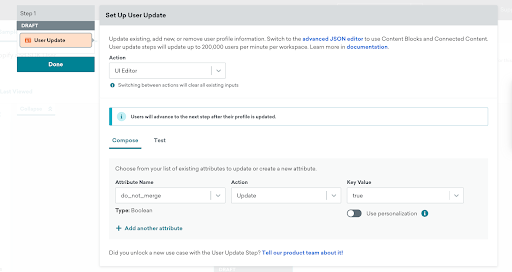 Step 1
DRAFT
User Update
Done
Set Up User Update
Update existing, add new, or remove user profile information. Switch to the advanced JSON editor to use Content Blocks and Connected Content.
User update steps will update up to 200,000 users per minute per workspace. Learn more in documentation.
Action
UI Editor
Switching between actions will clear all existing inputs
Users will advance to the next step after their profile is updated.
Compose Test
Choose from your list of existing attributes to update or create a new attribute.
Attribute Name Action Key Value
do_not_merge Update true
Type: Boolean Use personalization
+ Add another attribute
Did you unlock a new use case with the User Update Step? Tell our product team about it!